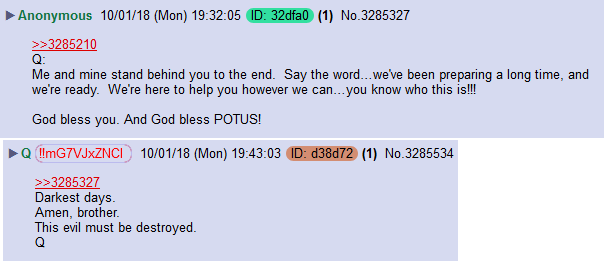 Anonymous 10/01/18 (Mon) 19:32:05 ID: 32dfa0 (1) No.3285327
>>3285210
Q:
Me and mine stand behind you to the end.  Say the word...we've been preparing a long time, and
we're ready.  We're here to help you however we can...you know who this is!!!
God bless you. And God bless POTUS!
Q !!mG7VJxZNCI 10/01/18 (Mon) 19:43:03 ID: d38d72 (1) No.3285534
>>3285327
Darkest days.
Amen, brother.
This evil must be destroyed.
Q